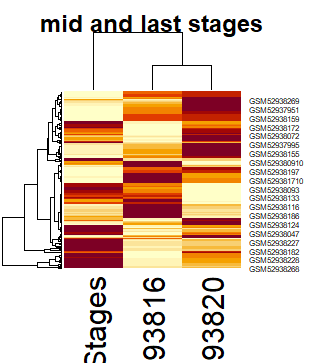 mid and last stages
GSM52938269
GSM52937951
GSM52938159
GSM52938172
GSM52938072
GSM52937995
GSM52938155
GSM529380910
GSM52938197
GSM529381710
GSM52938093
GSM52938133
GSM52938116
GSM52938186
GSM52938124
GSM52938047
GSM52938227
GSM52938182
GSM52938228
GSM52938268
Stages
93816
93820